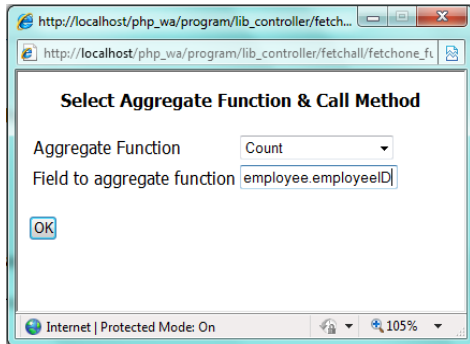 http://localhost/php_wa/program/lib_controller/fetch...
http://localhost/php_wa/program/lib_controller/fetchall/fetchone_fu
Select Aggregate Function & Call Method
Aggregate Function Count
Field to aggregate function employee.employeeID
OK
Internet | Protected Mode: On 105%